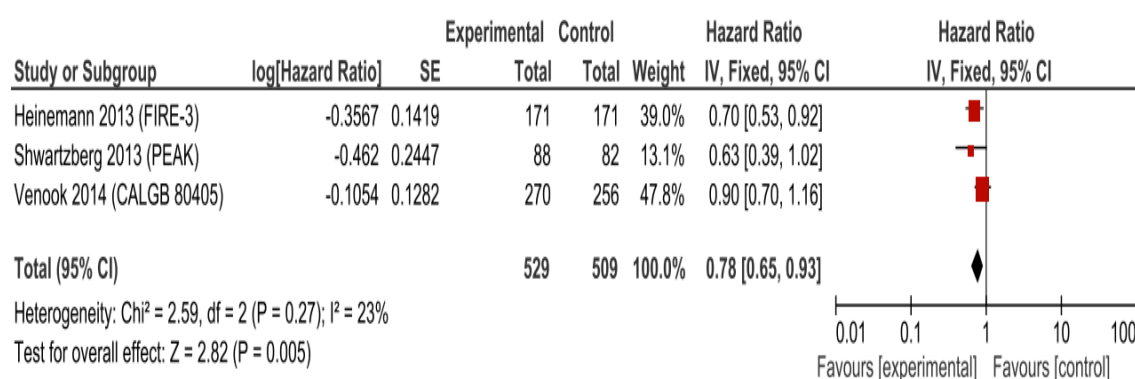 Experimental Control Hazard Ratio Hazard Ratio
Study or Subgroup log[Hazard Ratio] SE Total Total Weight IV, Fixed, 95% CI IV, Fixed, 95% CI
Heinemann 2013 (FIRE-3) -0.3567 0.1419 171 171 39.0% 0.70 [0.53, 0.92]
Shwartzberg 2013 (PEAK) -0.462 0.2447 88 82 13.1% 0.63 [0.39, 1.02]
Venook 2014 (CALGB 80405) -0.1054 0.1282 270 256 47.8% 0.90 [0.70, 1.16]
Total (95% CI) 529 509 100.0% 0.78 [0.65, 0.93]
Heterogeneity: Chi² = 2.59, df = 2 (P = 0.27); I² = 23%
Test for overall effect: Z = 2.82 (P = 0.005)
0.01 0.1 1 10 100
Favours [experimental] Favours [control]